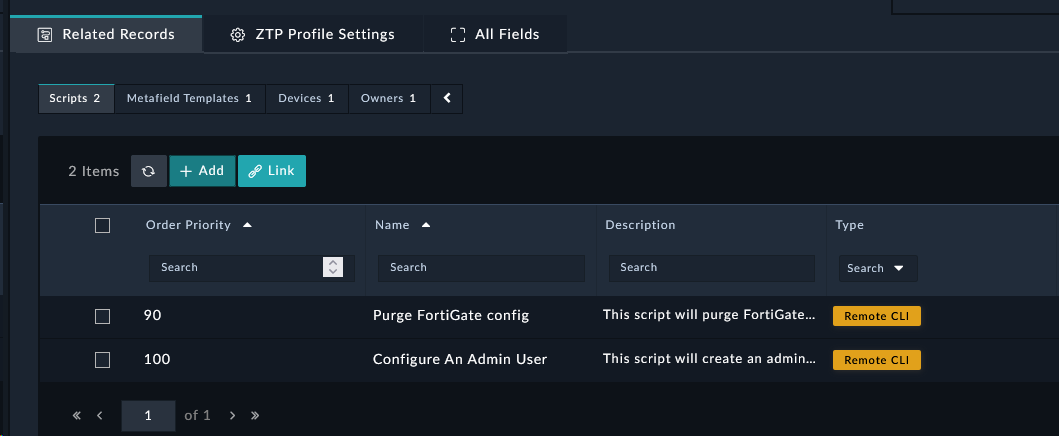 Related Records ZTP Profile Settings All Fields
Scripts 2 Metafield Templates 1 Devices 1 Owners 1
2 Items + Add Link
Order Priority Name Description Type
Search Search Search Search
90 Purge FortiGate config This script will purge FortiGate... Remote CLI
100 Configure An Admin User This script will create an admin... Remote CLI
« ‹ 1 of 1 › »